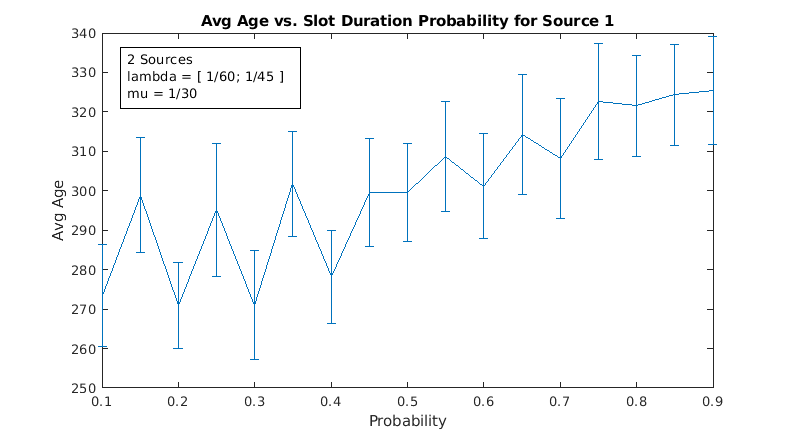 Avg Age vs. Slot Duration Probability for Source 1
340
330
320
310
300
290
280
270
260
250
Avg Age
2 Sources
lambda = [ 1/60; 1/45 ]
mu = 1/30
0.1 0.2 0.3 0.4 0.5 0.6 0.7 0.8 0.9
Probability